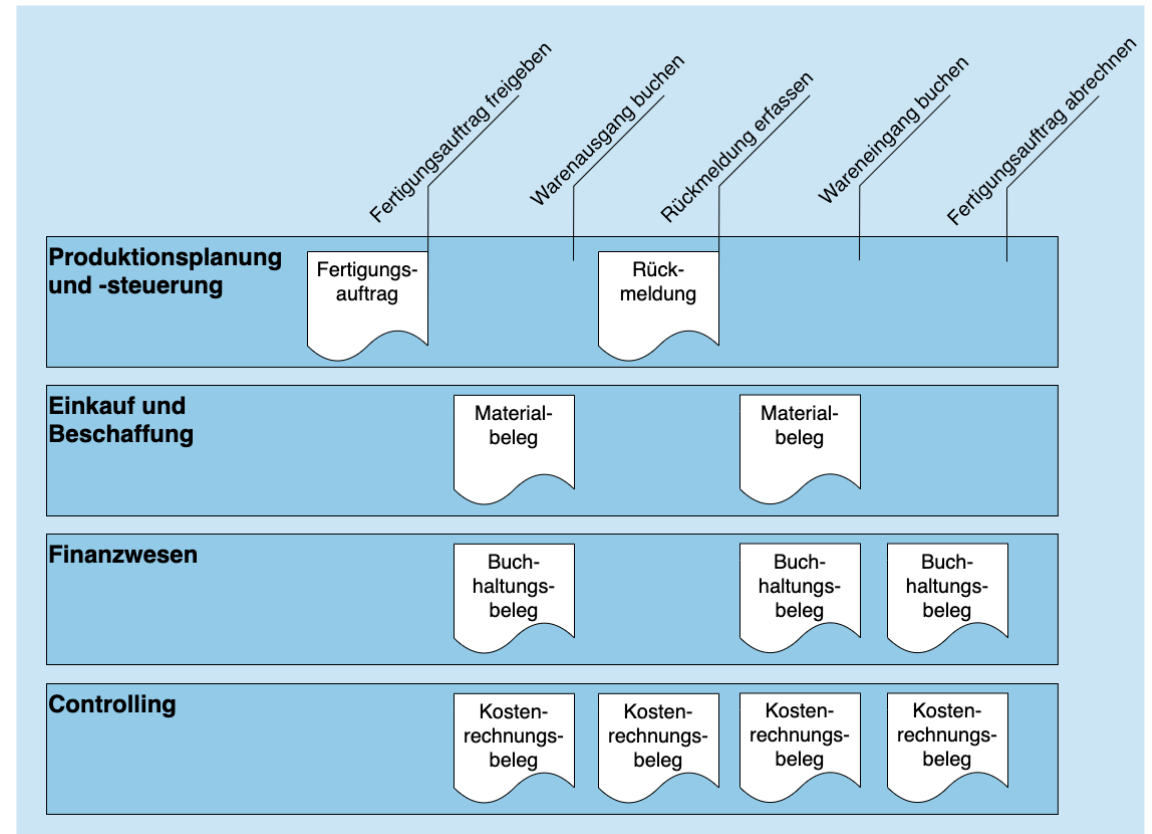 Fertigungsauftrag freigeben
Warenausgang buchen
Rückmeldung erfassen
Wareneingang buchen
Fertigungsauftrag abrechnen
Produktionsplanung
und -steuerung
Fertigungs-
auftrag
Rück-
meldung
Einkauf und
Beschaffung
Material-
beleg
Material-
beleg
Finanzwesen
Buch-
haltungs-
beleg
Buch-
haltungs-
beleg
Buch-
haltungs-
beleg
Controlling
Kosten-
rechnungs-
beleg
Kosten-
rechnungs-
beleg
Kosten-
rechnungs-
beleg
Kosten-
rechnungs-
beleg